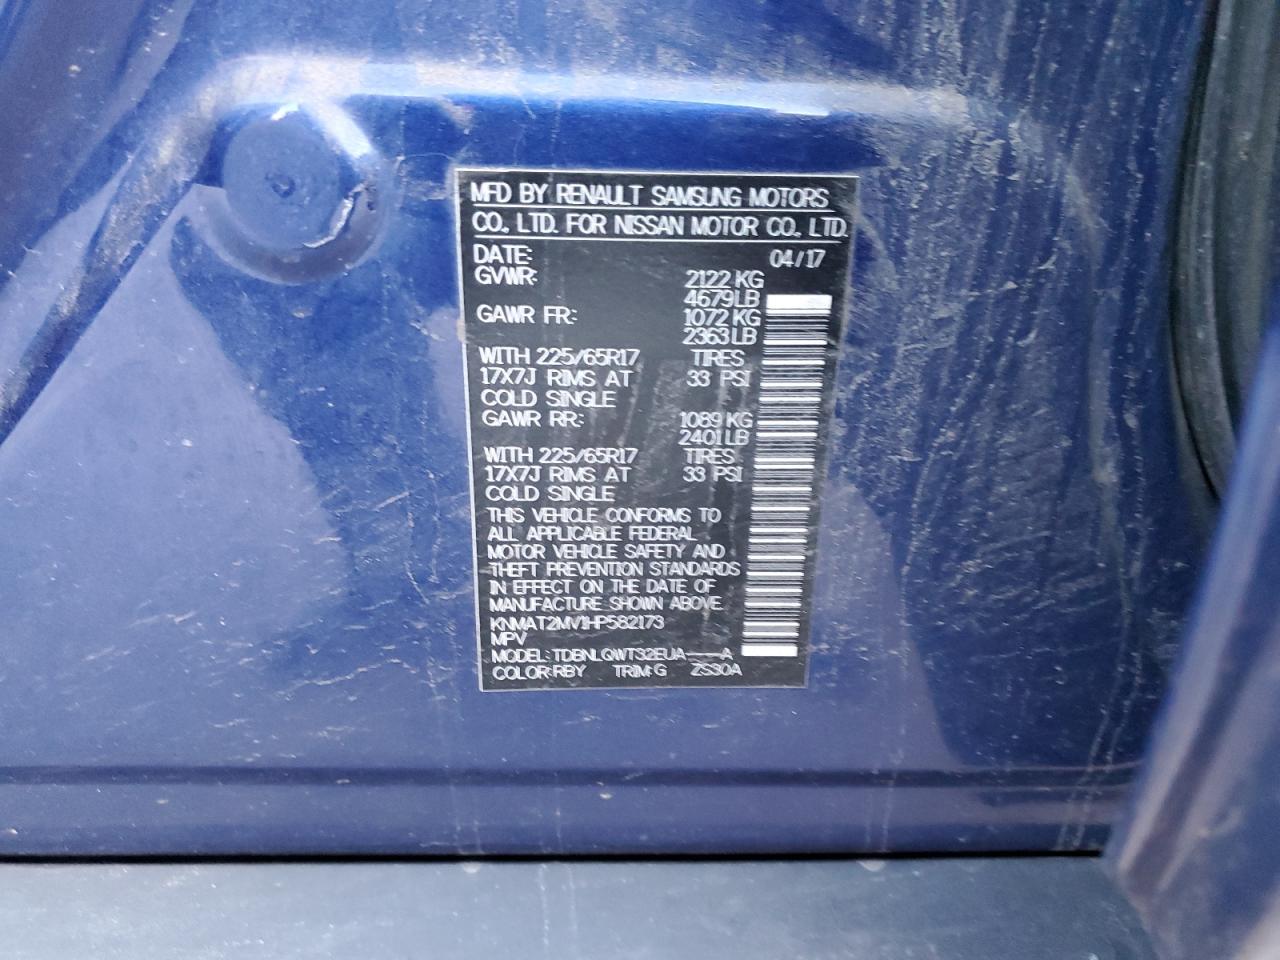 MFD BY RENAULT SAMSUNG MOTORS
CO., LTD. FOR NISSAN MOTOR CO., LTD.
DATE: 04/17
GVWR: 2122 KG
4679LB
GAWR FR: 1072 KG
2363LB
WITH 225/65R17 TIRES
17X7J RIMS AT 33 PSI
COLD SINGLE
GAWR RR: 1089 KG
2401LB
WITH 225/65R17 TIRES
17X7J RIMS AT 33 PSI
COLD SINGLE
THIS VEHICLE CONFORMS TO
ALL APPLICABLE FEDERAL
MOTOR VEHICLE SAFETY AND
THEFT PREVENTION STANDARDS
IN EFFECT ON THE DATE OF
MANUFACTURE SHOWN ABOVE.
KNMAT2MV1HP582173
MPV
MODEL: TDBNLQWT32EUA----A
COLOR:RBY TRIM:G ZS30A